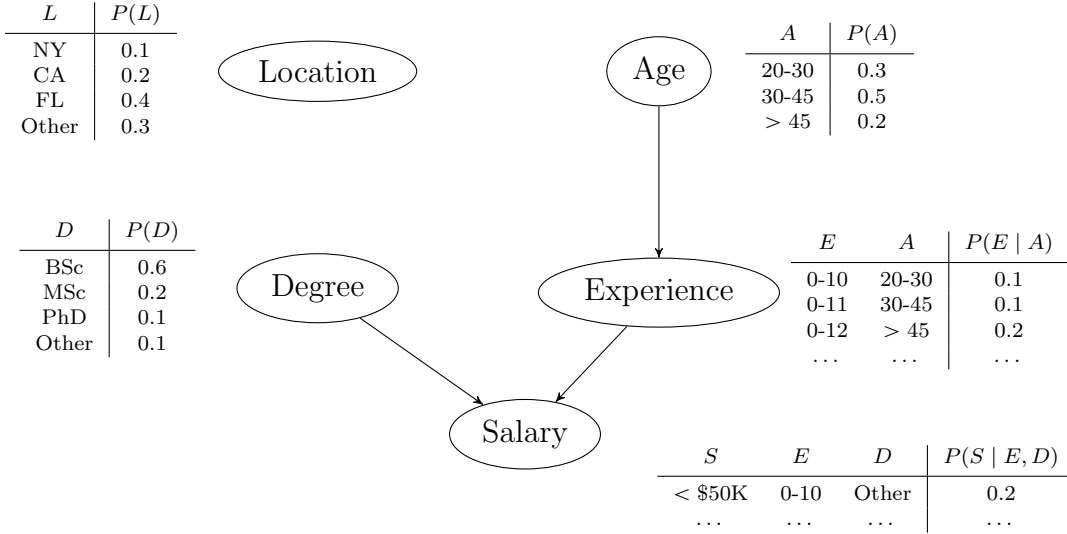 L P(L)
NY 0.1
CA 0.2
FL 0.4
Other 0.3
Location
Age
A P(A)
20-30 0.3
30-45 0.5
> 45 0.2
D P(D)
BSc 0.6
MSc 0.2
PhD 0.1
Other 0.1
Degree
Experience
E A P(E | A)
0-10 20-30 0.1
0-11 30-45 0.1
0-12 > 45 0.2
... ... ...
Salary
S E D P(S | E, D)
< $50K 0-10 Other 0.2
... ... ... ...